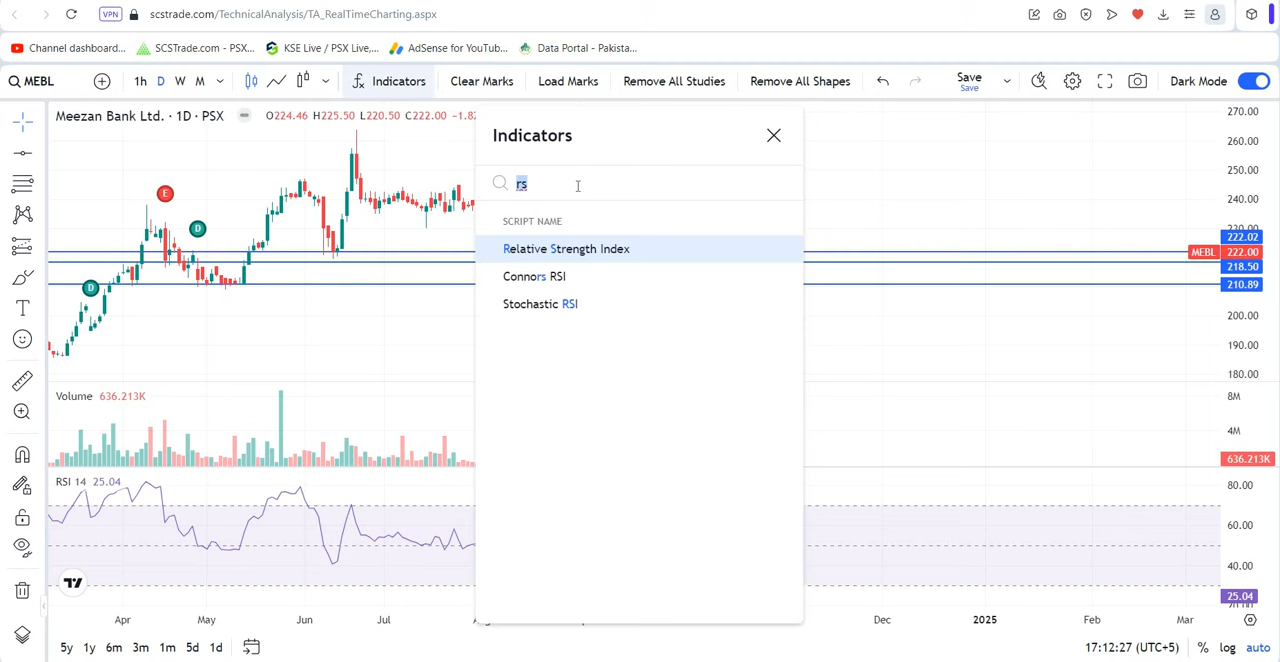 VPN scstrade.com/TechnicalAnalysis/TA_RealTimeCharting.aspx
Channel dashboard... SCSTrade.com - PSX... KSE Live / PSX Live,... AdSense for YouTub... Data Portal - Pakista...
MEBL 1h D W M Indicators Clear Marks Load Marks Remove All Studies Remove All Shapes Save Dark Mode
Save
Meezan Bank Ltd. · 1D · PSX O224.46 H225.50 L220.50 C222.00 −1.82
E
D
D
Indicators
rs
SCRIPT NAME
Relative Strength Index
Connors RSI
Stochastic RSI
270.00
260.00
250.00
240.00
230.00
222.02
MEBL 222.00
218.50
210.89
200.00
190.00
180.00
Volume 636.213K
8M
4M
636.213K
RSI 14 25.04
80.00
60.00
40.00
25.04
T
Apr May Jun Jul Dec 2025 Feb Mar
5y 1y 6m 3m 1m 5d 1d 17:12:27 (UTC+5) % log auto